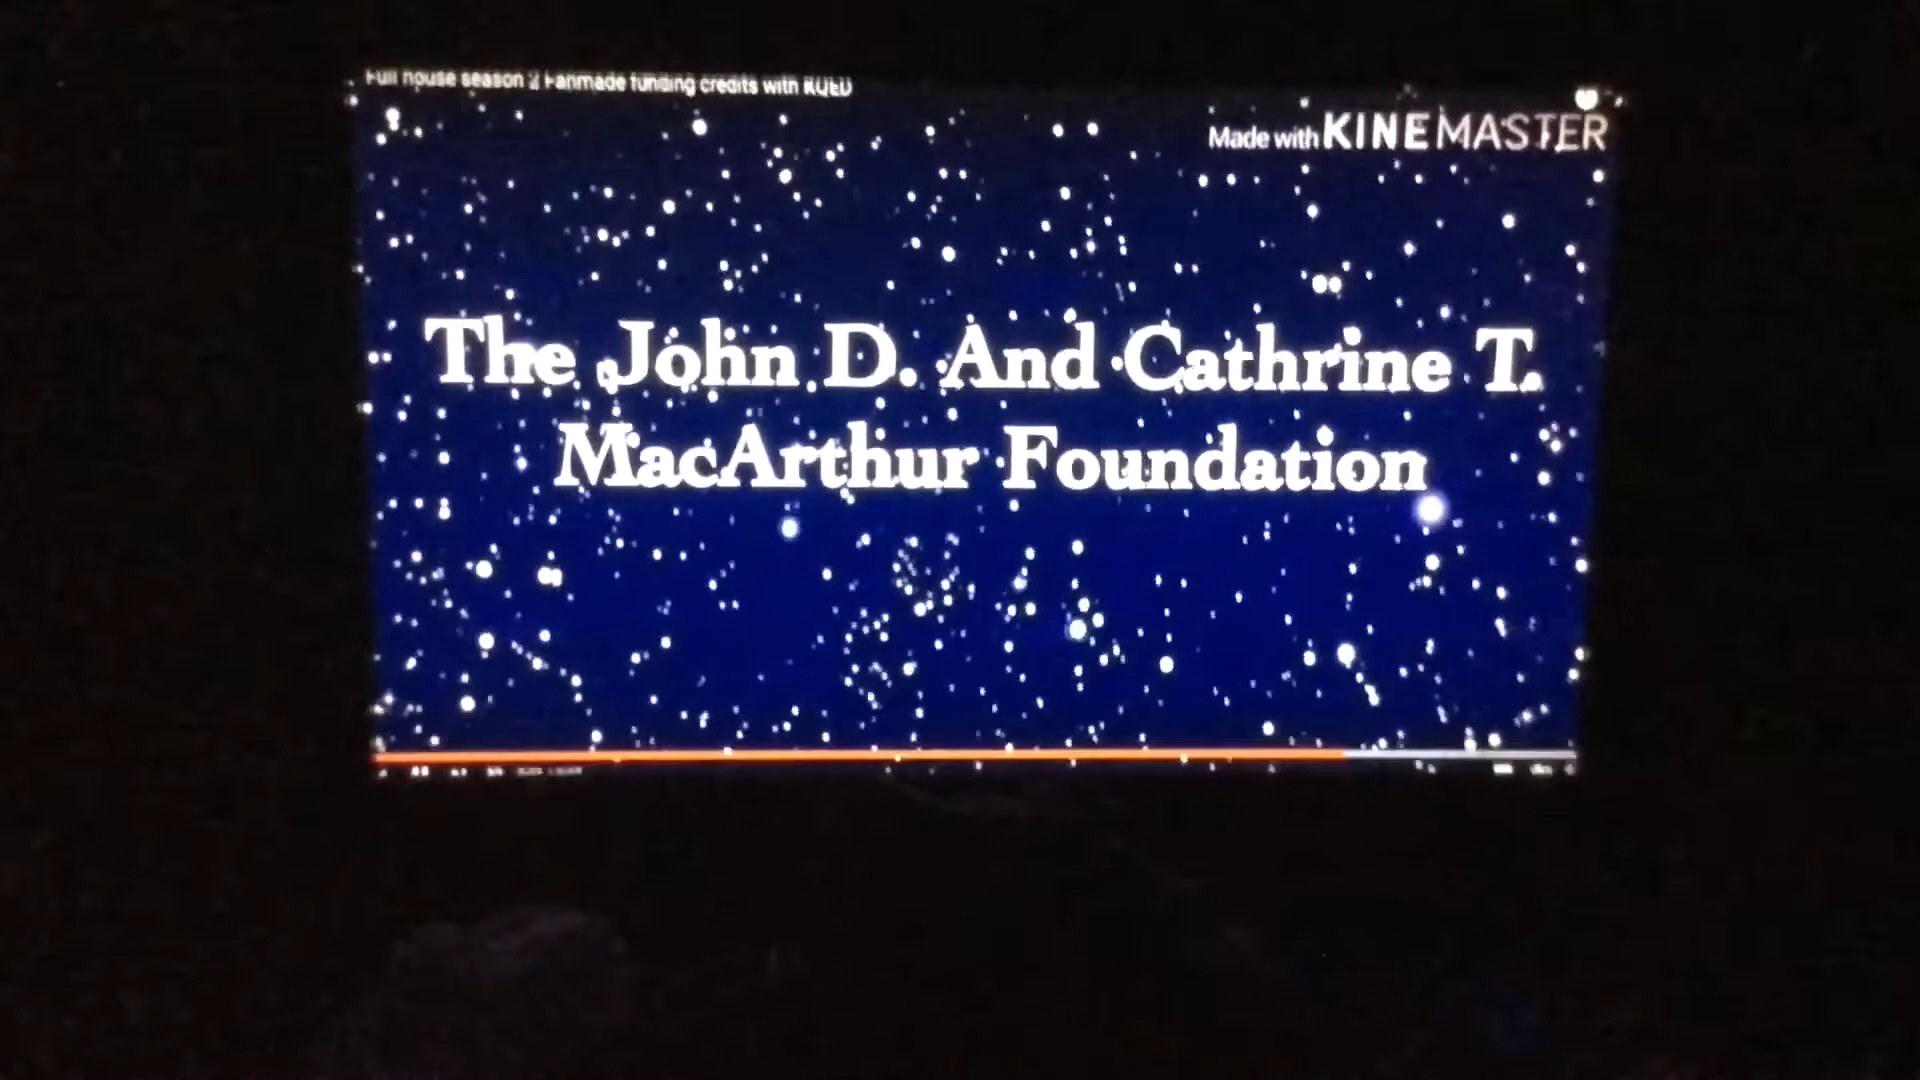 Full house season 2 Fanmade funding credits with KQED
Made with KINEMASTER
The John D. And Cathrine T.
MacArthur Foundation